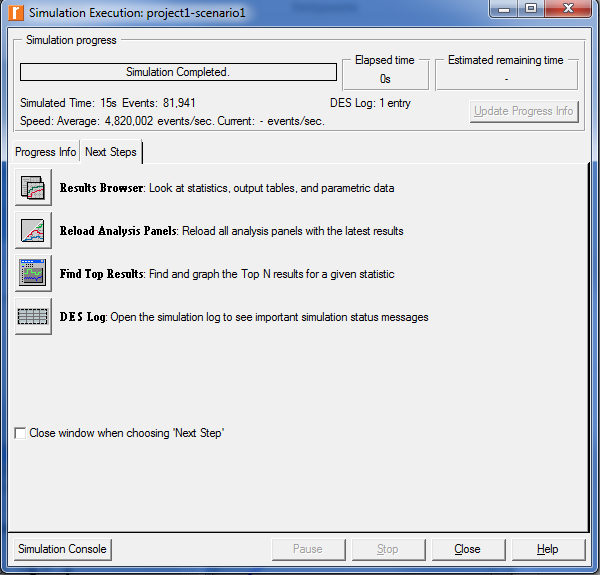 Simulation Execution: project1-scenario1
Simulation progress
Simulation Completed.
Elapsed time
0s
Estimated remaining time
-
Simulated Time: 15s Events: 81,941
DES Log: 1 entry
Speed: Average: 4,820,002 events/sec. Current: - events/sec.
Update Progress Info
Progress Info
Next Steps
Results Browser: Look at statistics, output tables, and parametric data
Reload Analysis Panels: Reload all analysis panels with the latest results
Find Top Results: Find and graph the Top N results for a given statistic
DES Log: Open the simulation log to see important simulation status messages
Close window when choosing 'Next Step'
Simulation Console
Pause
Stop
Close
Help